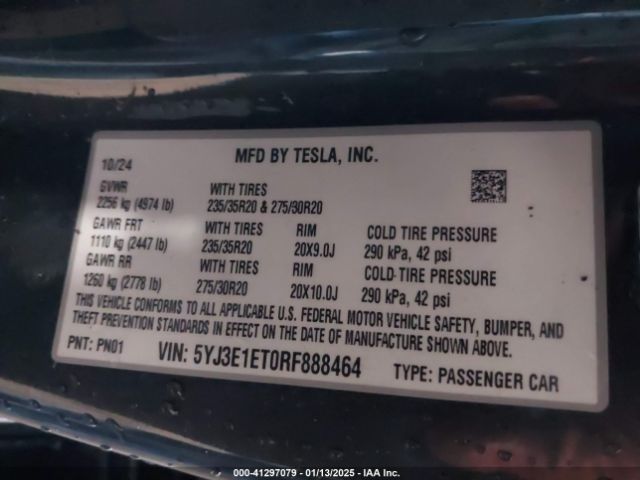 10/24 MFD BY TESLA, INC.
GVWR WITH TIRES
2256 kg (4974 lb) 235/35R20 & 275/30R20
GAWR FRT WITH TIRES RIM COLD TIRE PRESSURE
1110 kg (2447 lb) 235/35R20 20X9.0J 290 kPa, 42 psi
GAWR RR WITH TIRES RIM COLD TIRE PRESSURE
1260 kg (2778 lb) 275/30R20 20X10.0J 290 kPa, 42 psi
THIS VEHICLE CONFORMS TO ALL APPLICABLE U.S. FEDERAL MOTOR VEHICLE SAFETY, BUMPER, AND
THEFT PREVENTION STANDARDS IN EFFECT ON THE DATE OF MANUFACTURE SHOWN ABOVE.
PNT: PN01 VIN: 5YJ3E1ET0RF888464 TYPE: PASSENGER CAR
000-41297079 - 01/13/2025 - IAA Inc.